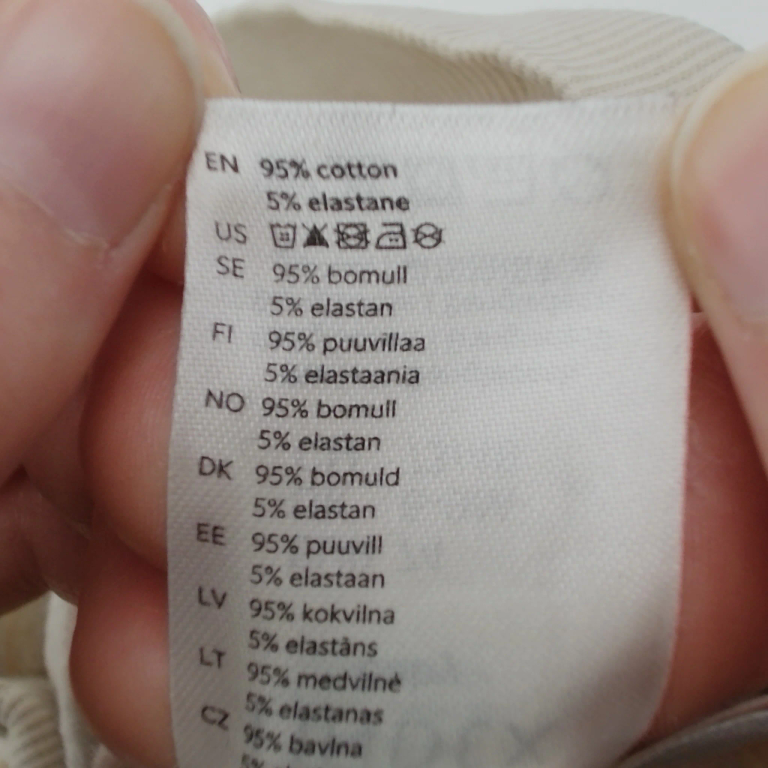 EN 95% cotton
5% elastane
US
SE 95% bomull
5% elastan
FI 95% puuvillaa
5% elastaania
NO 95% bomull
5% elastan
DK 95% bomuld
5% elastan
EE 95% puuvill
5% elastaan
LV 95% kokvilna
5% elastāns
LT 95% medvilnė
5% elastanas
CZ 95% bavlna
5%